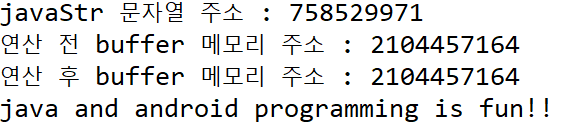 javaStr 문자열 주소 : 758529971
연산 전 buffer 메모리 주소 : 2104457164
연산 후 buffer 메모리 주소 : 2104457164
java and android programming is fun!!